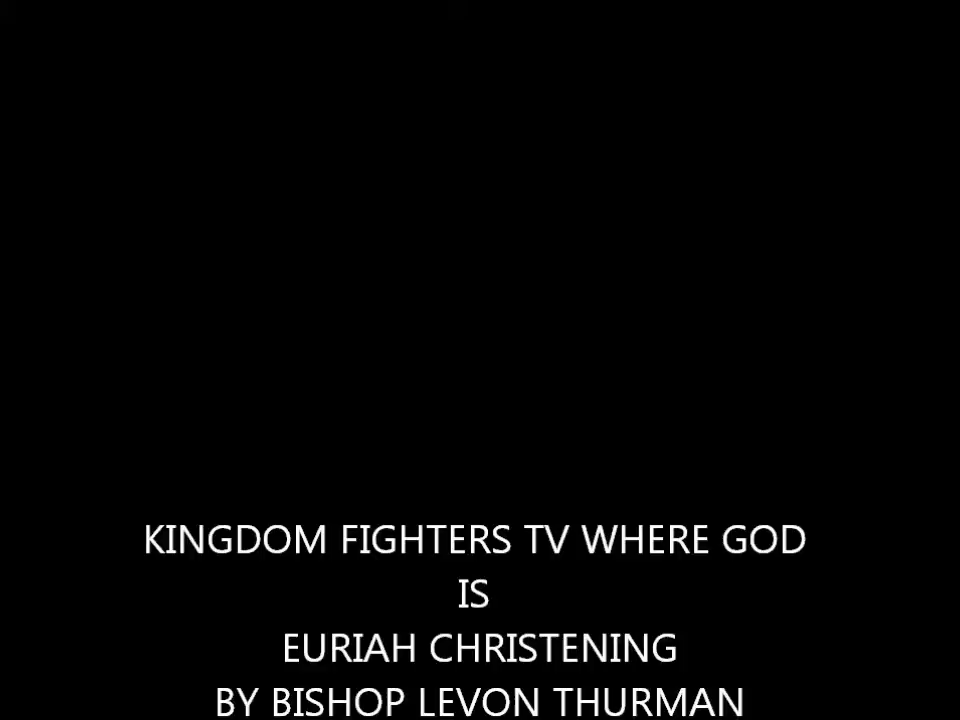 KINGDOM FIGHTERS TV WHERE GOD
IS
EURIAH CHRISTENING
BY BISHOP LEVON THURMAN